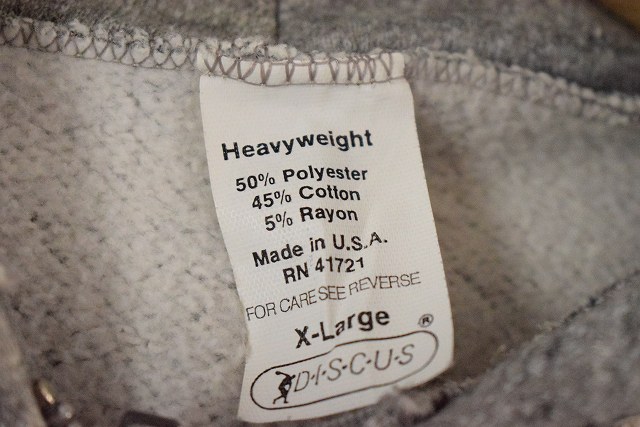 Heavyweight
50% Polyester
45% Cotton
5% Rayon
Made in U.S.A.
RN 41721
FOR CARE SEE REVERSE
X-Large
®
D•I•S•C•U•S